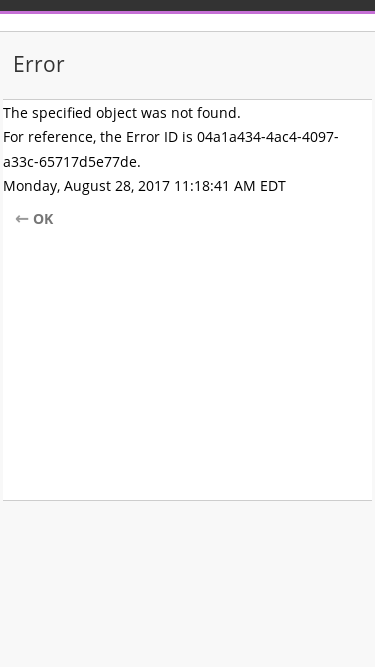 Error
The specified object was not found.
For reference, the Error ID is 04a1a434-4ac4-4097-
a33c-65717d5e77de.
Monday, August 28, 2017 11:18:41 AM EDT
← OK